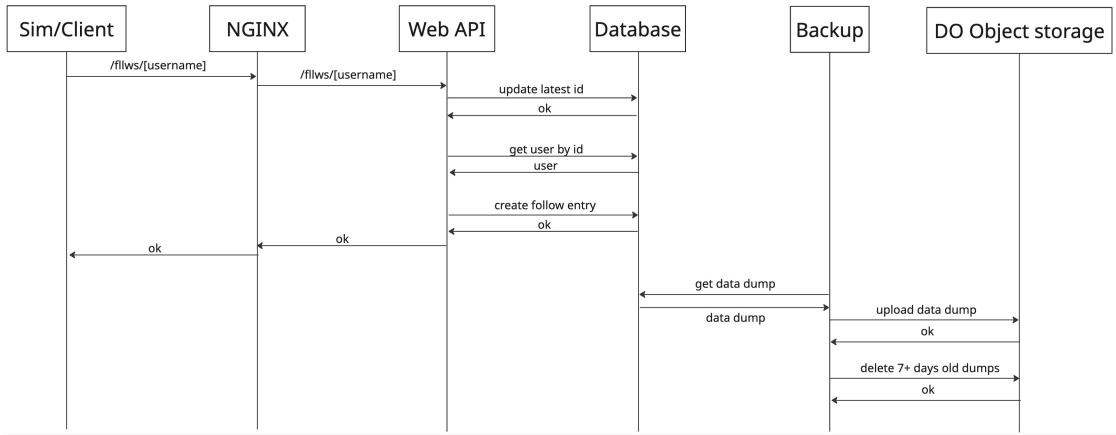 Sim/Client
NGINX
Web API
Database
Backup
DO Object storage
/fllws/[username]
/fllws/[username]
update latest id
ok
get user by id
user
create follow entry
ok
ok
ok
get data dump
data dump
upload data dump
ok
delete 7+ days old dumps
ok